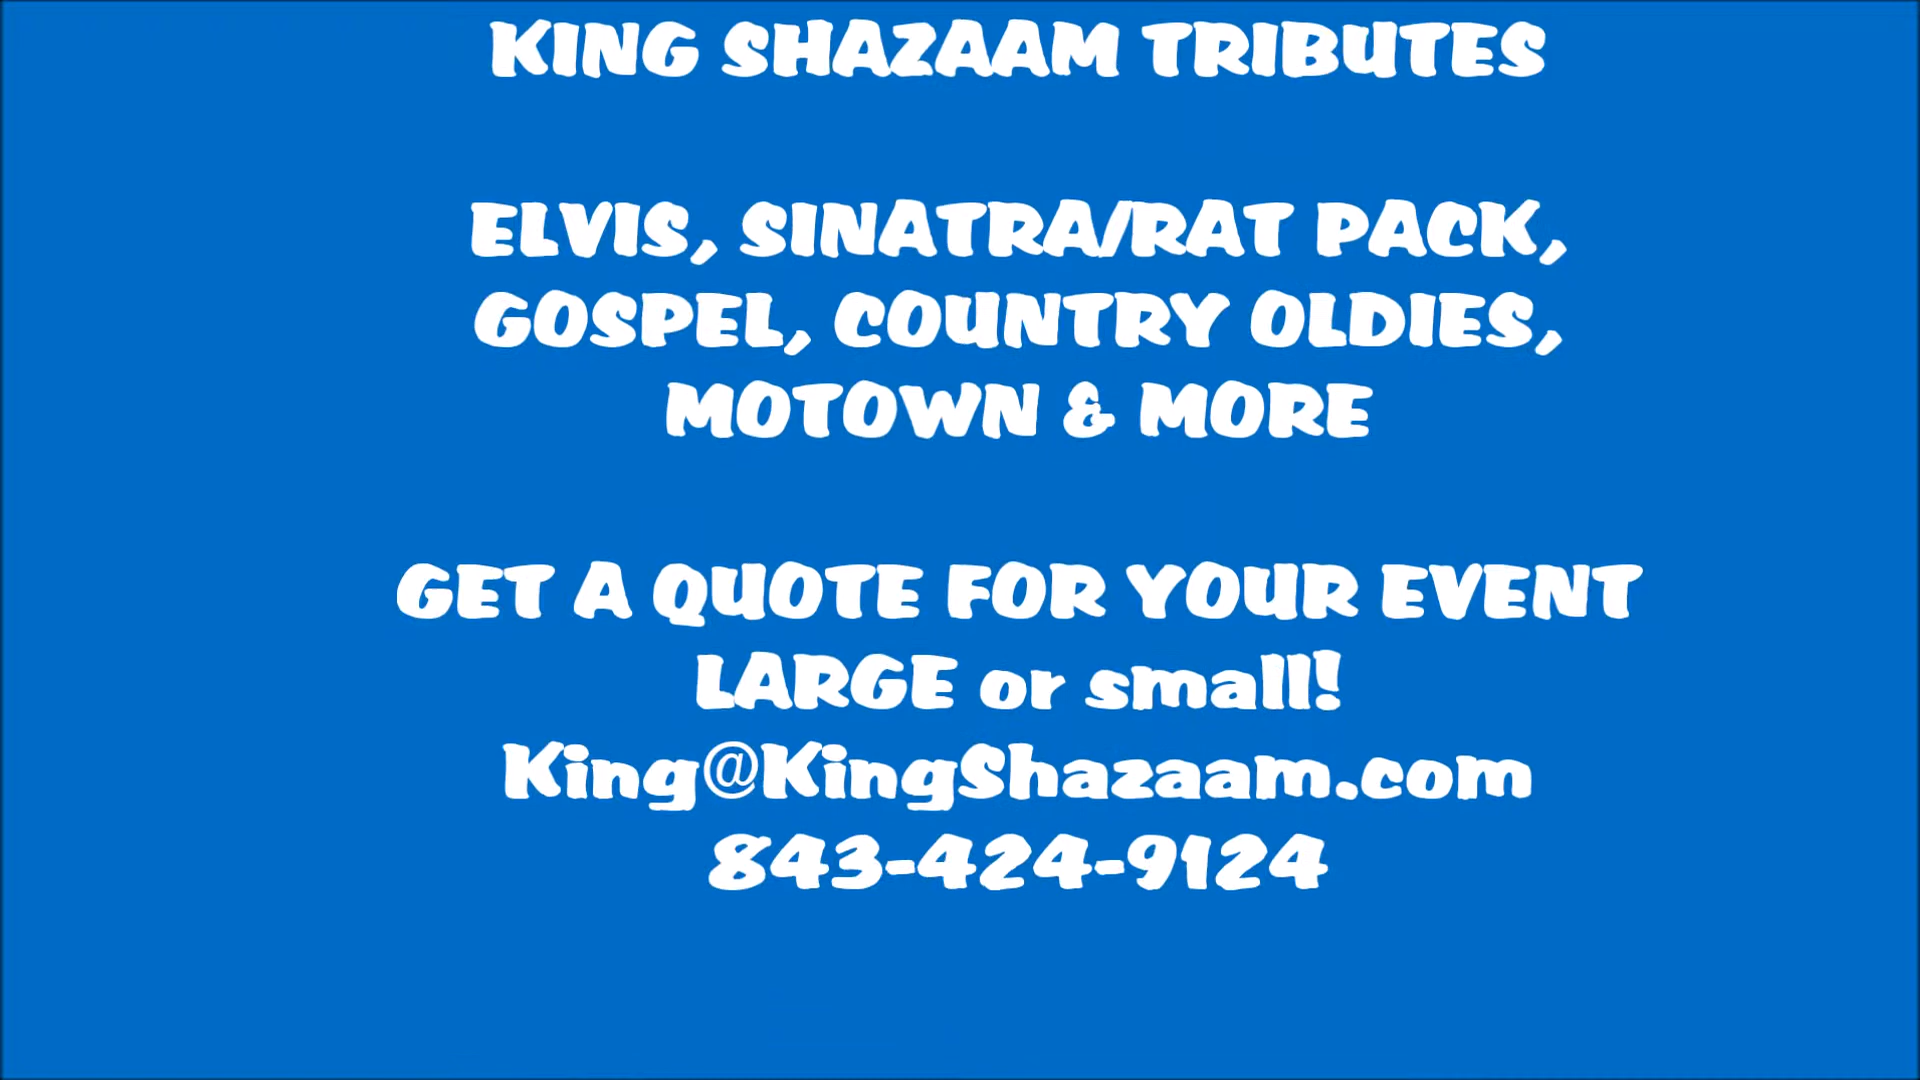 KING SHAZAAM TRIBUTES
ELVIS, SINATRA/RAT PACK,
GOSPEL, COUNTRY OLDIES,
MOTOWN & MORE
GET A QUOTE FOR YOUR EVENT
LARGE or small!
King@KingShazaam.com
843-424-9124